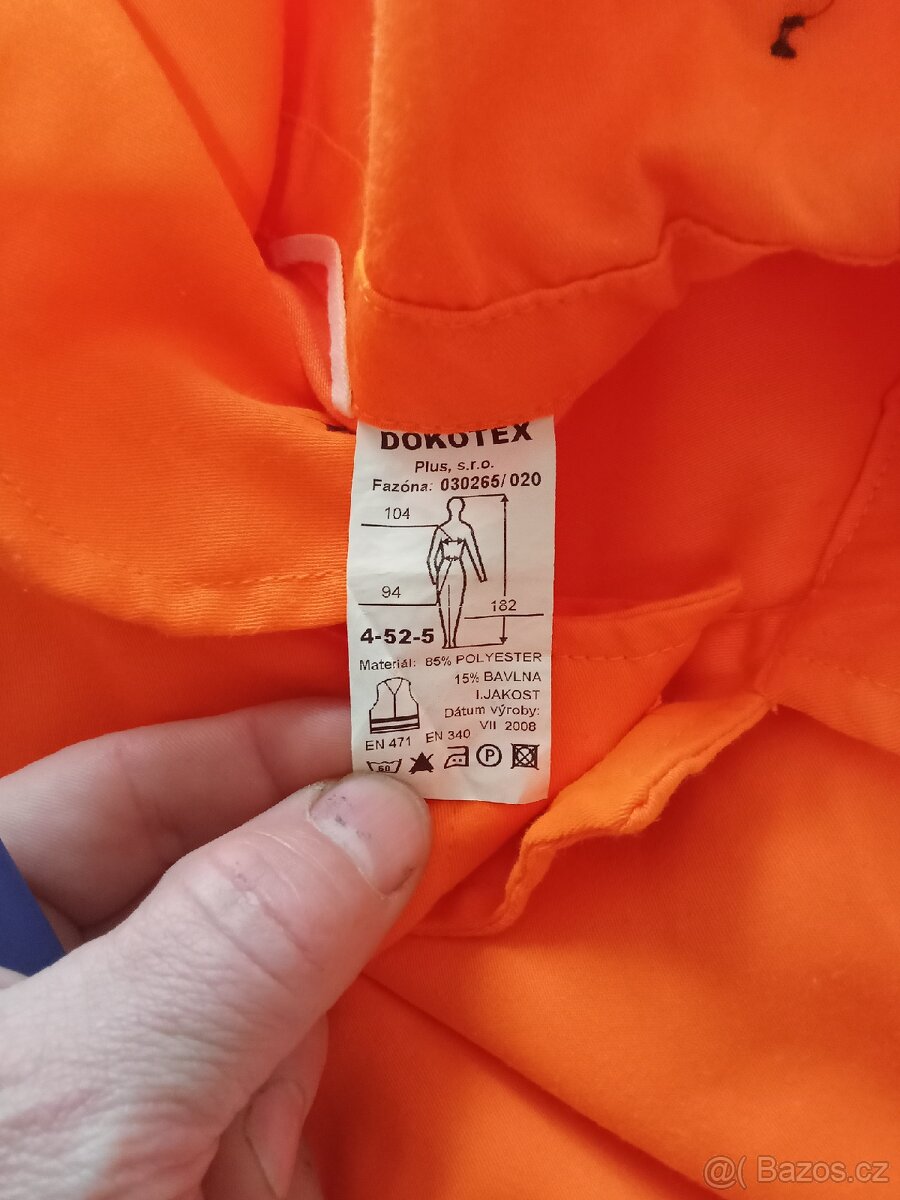 DOKOTEX
Plus, s.r.o.
Fazóna: 030265/020
104
94
182
4-52-5
Materiál: 85% POLYESTER
15% BAVLNA
I.JAKOST
Dátum výroby:
VII 2008
EN 471 EN 340
60
P
@( Bazos.cz